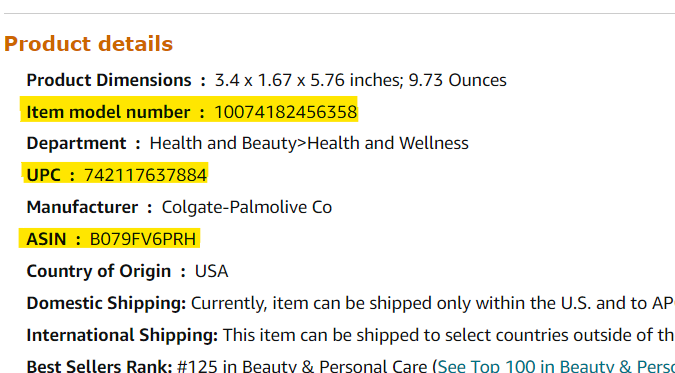 Product details
Product Dimensions : 3.4 x 1.67 x 5.76 inches; 9.73 Ounces
Item model number : 10074182456358
Department : Health and Beauty>Health and Wellness
UPC : 742117637884
Manufacturer : Colgate-Palmolive Co
ASIN : B079FV6PRH
Country of Origin : USA
Domestic Shipping: Currently, item can be shipped only within the U.S. and to AP
International Shipping: This item can be shipped to select countries outside of th
Best Sellers Rank: #125 in Beauty & Personal Care (See Top 100 in Beauty & Perso